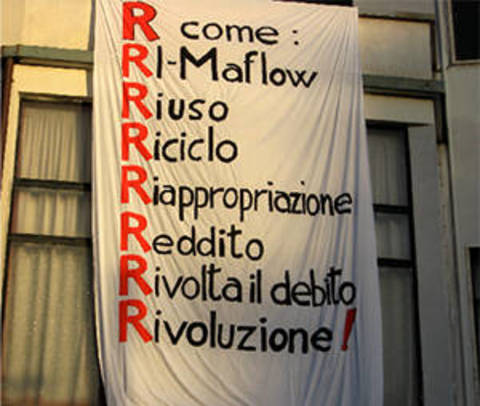 R come :
RI-Maflow
Riuso
Riciclo
Riappropriazione
Reddito
Rivolta il debito
Rivoluzione !